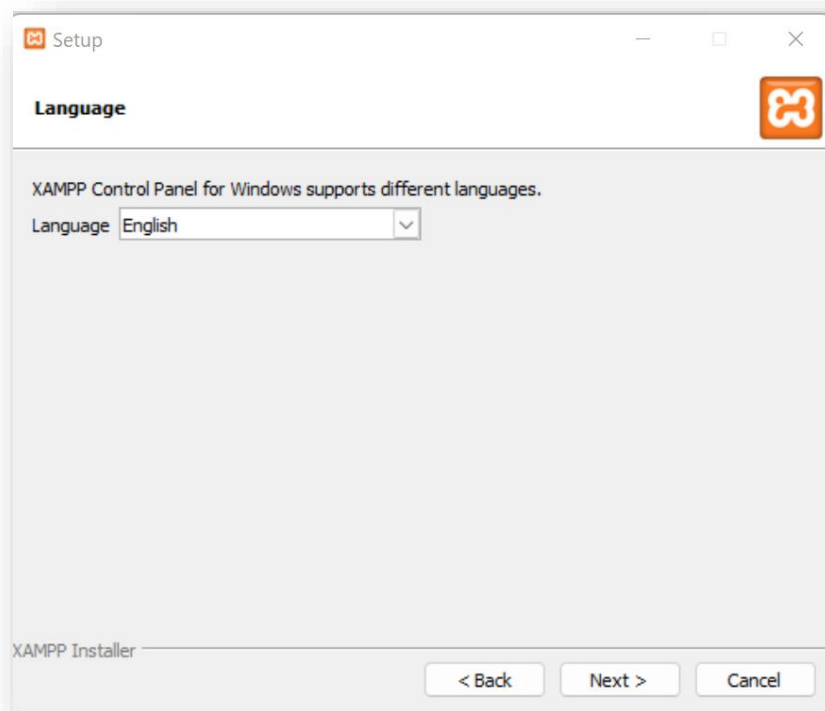 Setup
Language
XAMPP Control Panel for Windows supports different languages.
Language English
XAMPP Installer
< Back Next > Cancel